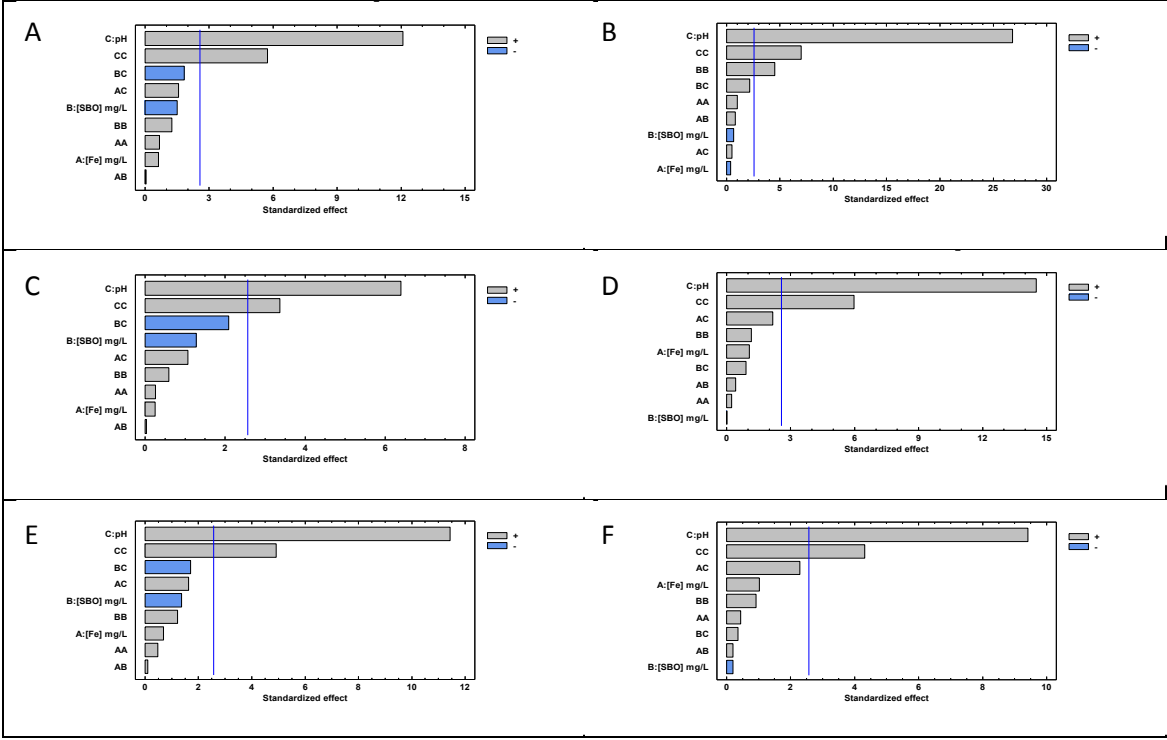 A
C:pH
CC
BC
AC
B:[SBO] mg/L
BB
AA
A:[Fe] mg/L
AB
0 3 6 9 12 15
Standardized effect
+
-
B
C:pH
CC
BB
BC
AA
AB
B:[SBO] mg/L
AC
A:[Fe] mg/L
0 5 10 15 20 25 30
Standardized effect
+
-
C
C:pH
CC
BC
B:[SBO] mg/L
AC
BB
AA
A:[Fe] mg/L
AB
0 2 4 6 8
Standardized effect
+
-
D
C:pH
CC
AC
BB
A:[Fe] mg/L
BC
AB
AA
B:[SBO] mg/L
0 3 6 9 12 15
Standardized effect
+
-
E
C:pH
CC
BC
AC
B:[SBO] mg/L
BB
A:[Fe] mg/L
AA
AB
0 2 4 6 8 10 12
Standardized effect
+
-
F
C:pH
CC
AC
A:[Fe] mg/L
BB
AA
BC
AB
B:[SBO] mg/L
0 2 4 6 8 10
Standardized effect
+
-